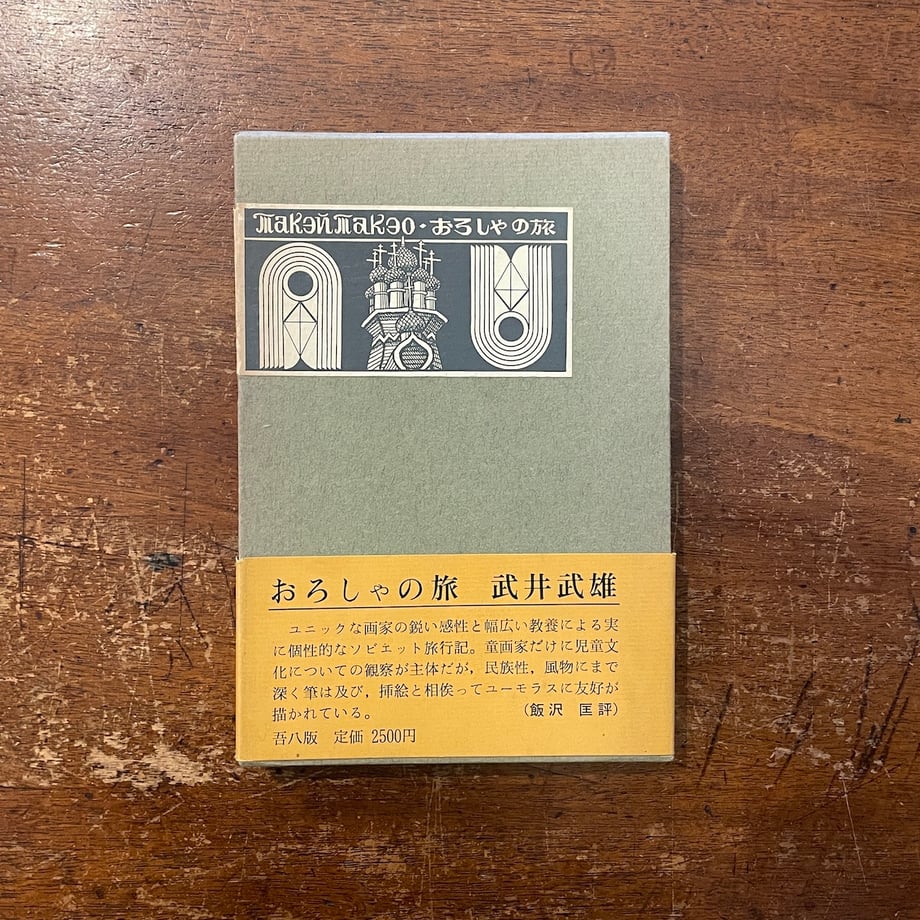 Такэй Такэо・おろしゃの旅
おろしゃの旅 武井武雄
ユニックな画家の鋭い感性と幅広い教養による実
に個性的なソビエット旅行記。童画家だけに児童文
化についての観察が主体だが，民族性，風物にまで
深く筆は及び，挿絵と相俟ってユーモラスに友好が
描かれている。 （飯沢 匡評）
吾八版 定価 2500円